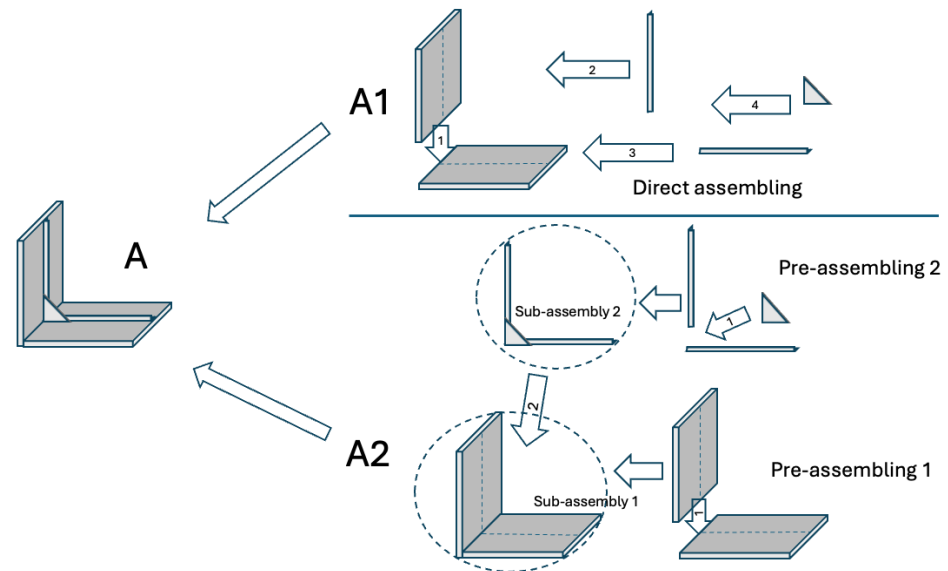 A1
1
2
3
4
Direct assembling
A
Pre-assembling 2
Sub-assembly 2
1
2
A2
Sub-assembly 1
1
Pre-assembling 1